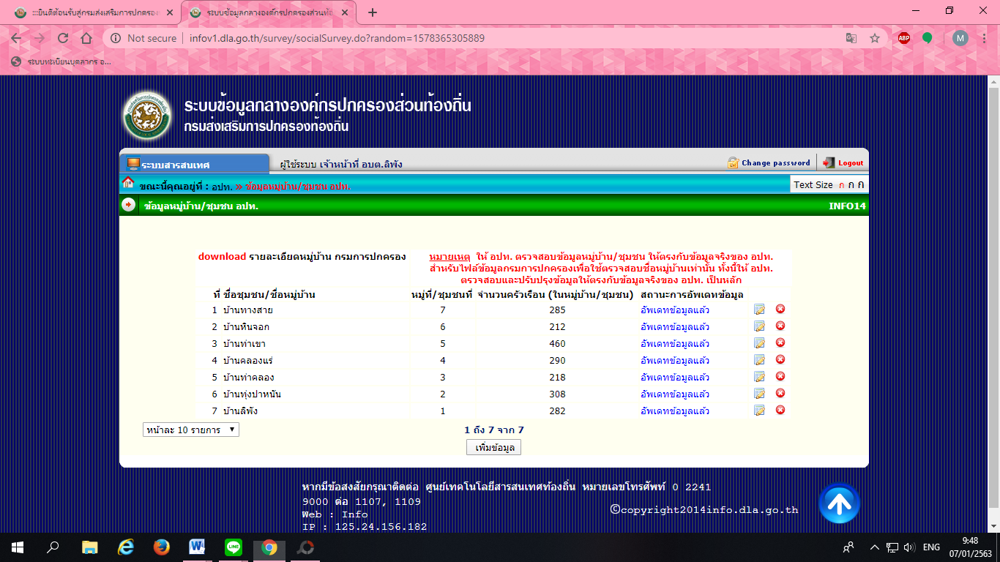 :::ยินดีต้อนรับสู่กรมส่งเสริมการปกครอง
ระบบข้อมูลกลางองค์กรปกครองส่วนท้อ
Not secure infov1.dla.go.th/survey/socialSurvey.do?random=1578365305889
ABP
M
ระบบทะเบียนบุคลากร อ...
ระบบข้อมูลกลางองค์กรปกครองส่วนท้องถิ่น
กรมส่งเสริมการปกครองท้องถิ่น
ระบบสารสนเทศ ผู้ใช้ระบบ เจ้าหน้าที่ อบต.ลิพัง Change password Logout
ขณะนี้คุณอยู่ที่ : อปท. » ข้อมูลหมู่บ้าน/ชุมชน อปท. Text Size ก ก ก
ข้อมูลหมู่บ้าน/ชุมชน อปท. INFO14
download รายละเอียดหมู่บ้าน กรมการปกครอง
หมายเหตุ ให้ อปท. ตรวจสอบข้อมูลหมู่บ้าน/ชุมชน ให้ตรงกับข้อมูลจริงของ อปท.
สำหรับไฟล์ข้อมูลกรมการปกครองเพื่อใช้ตรวจสอบชื่อหมู่บ้านเท่านั้น ทั้งนี้ให้ อปท.
ตรวจสอบและปรับปรุงข้อมูลให้ตรงกับข้อมูลจริงของ อปท. เป็นหลัก
ที่ ชื่อชุมชน/ชื่อหมู่บ้าน หมู่ที่/ชุมชนที่ จำนวนครัวเรือน (ในหมู่บ้าน/ชุมชน) สถานะการอัพเดทข้อมูล
1 บ้านทางสาย 7 285 อัพเดทข้อมูลแล้ว
2 บ้านหินจอก 6 212 อัพเดทข้อมูลแล้ว
3 บ้านท่าเขา 5 460 อัพเดทข้อมูลแล้ว
4 บ้านคลองแร่ 4 290 อัพเดทข้อมูลแล้ว
5 บ้านท่าคลอง 3 218 อัพเดทข้อมูลแล้ว
6 บ้านทุ่งปาหนัน 2 308 อัพเดทข้อมูลแล้ว
7 บ้านลิพัง 1 282 อัพเดทข้อมูลแล้ว
หน้าละ 10 รายการ 1 ถึง 7 จาก 7
เพิ่มข้อมูล
หากมีข้อสงสัยกรุณาติดต่อ ศูนย์เทคโนโลยีสารสนเทศท้องถิ่น หมายเลขโทรศัพท์ 0 2241
9000 ต่อ 1107, 1109
©copyright2014info.dla.go.th
Web : Info
IP : 125.24.156.182
LINE
ENG
9:48
07/01/2563